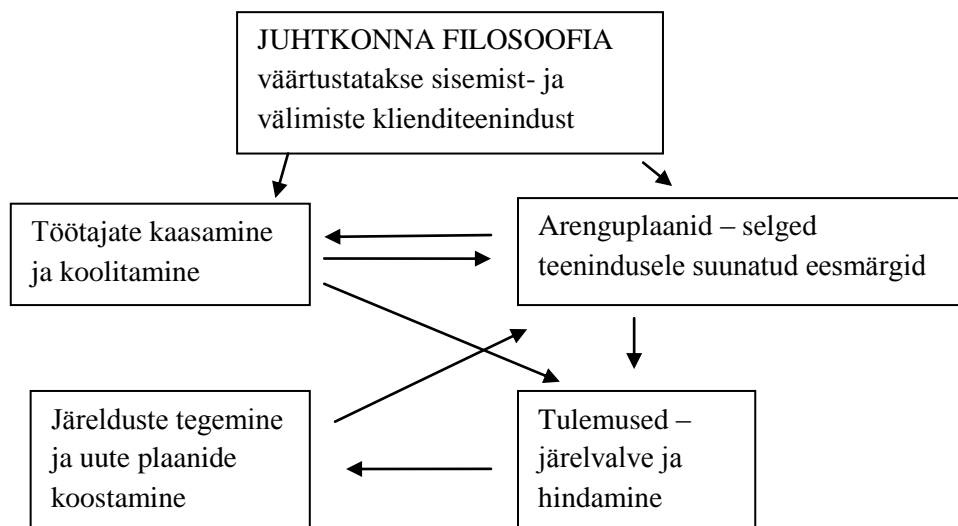 JUHTKONNA FILOSOOFIA
väärtustatakse sisemist- ja
välimiste klienditeenindust
Töötajate kaasamine
ja koolitamine
Arenguplaanid – selged
teenindusele suunatud eesmärgid
Järelduste tegemine
ja uute plaanide
koostamine
Tulemused –
järelvalve ja
hindamine